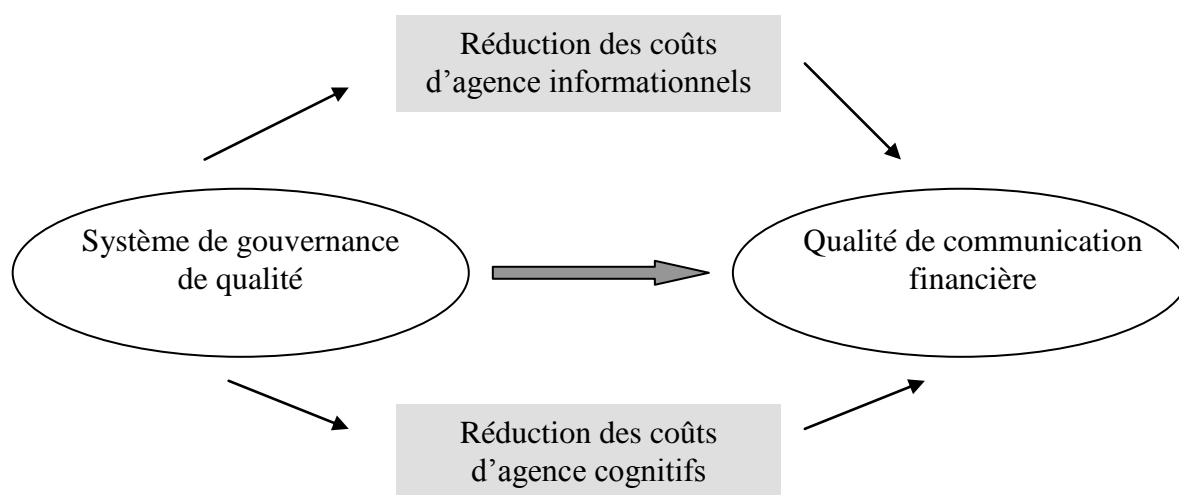 Réduction des coûts
d’agence informationnels
Système de gouvernance
de qualité
Qualité de communication
financière
Réduction des coûts
d’agence cognitifs